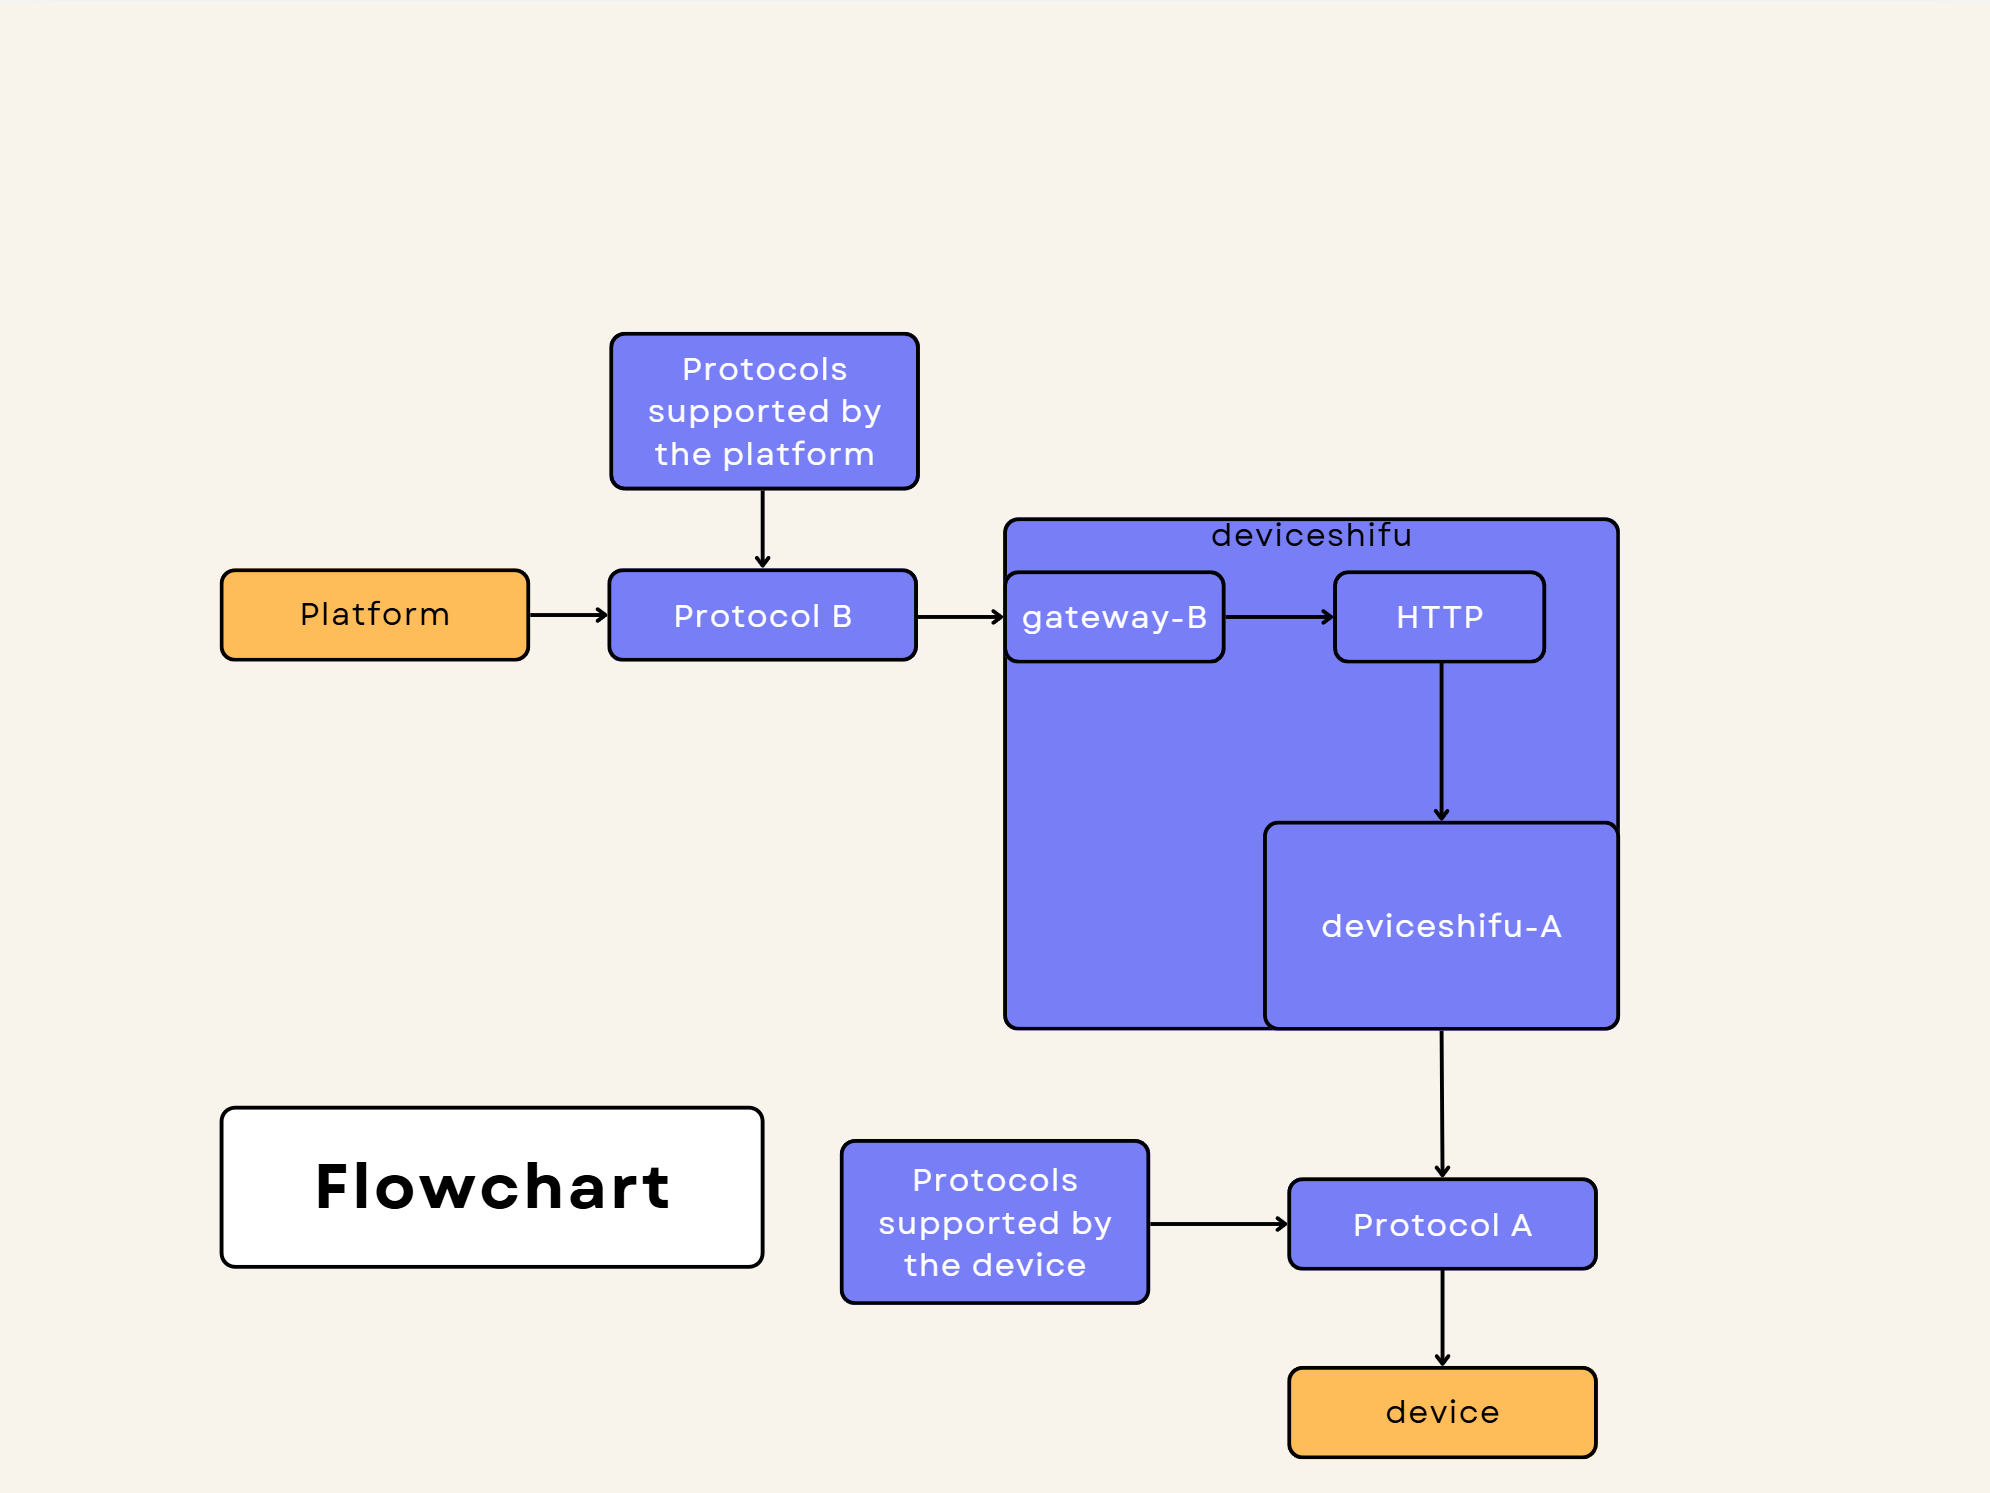 Protocols
supported by
the platform
deviceshifu
Platform
Protocol B
gateway-B
HTTP
deviceshifu-A
Flowchart
Protocols
supported by
the device
Protocol A
device